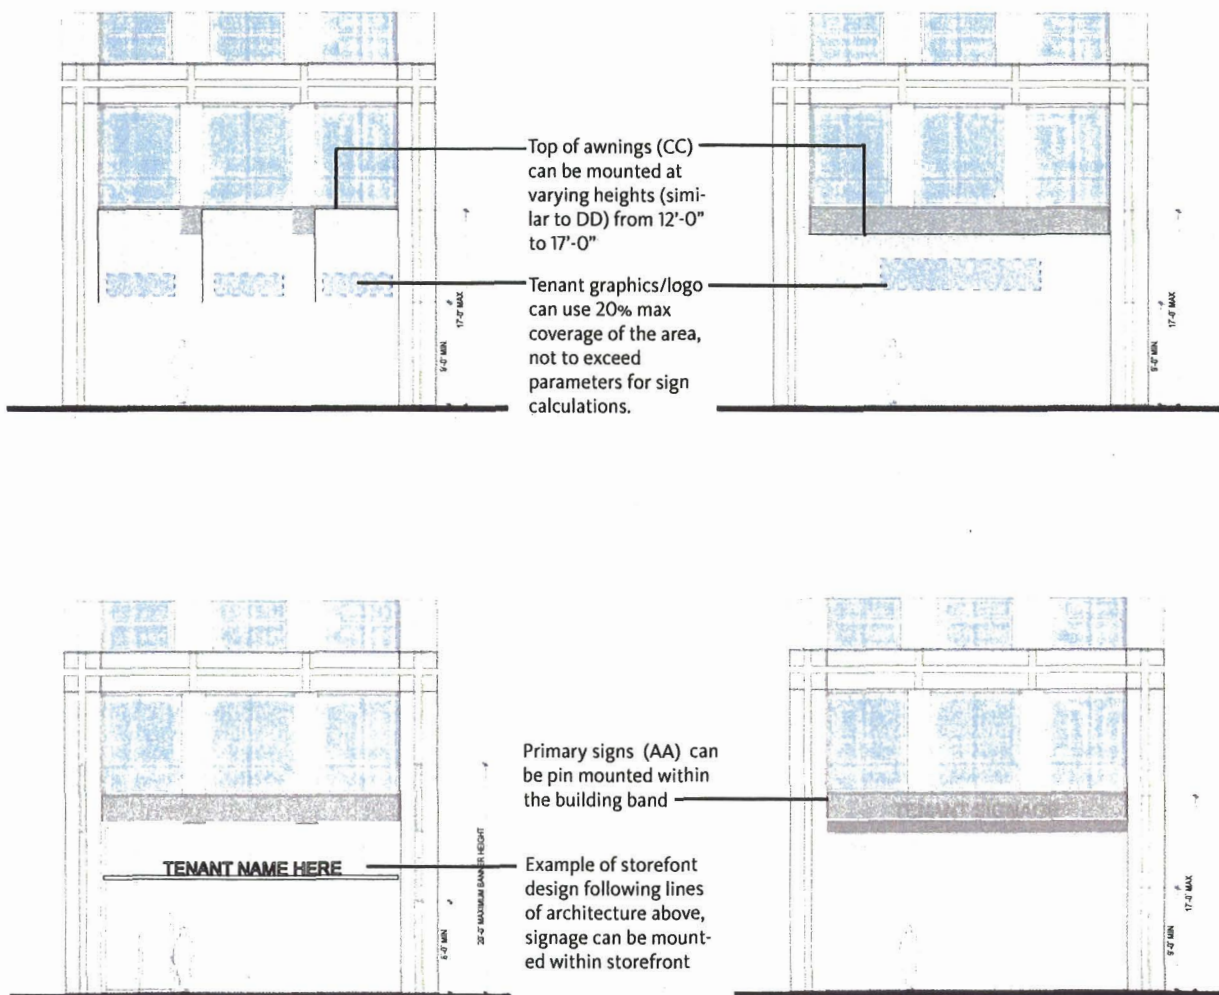 Top of awnings (CC)
can be mounted at
varying heights (simi-
lar to DD) from 12'-0"
to 17'-0"
Tenant graphics/logo
can use 20% max
coverage of the area,
not to exceed
parameters for sign
calculations.
17'-0" MAX
9'-0" MIN
17'-0" MAX
9'-0" MIN
Primary signs (AA) can
be pin mounted within
the building band
TENANT SIGNAGE
TENANT NAME HERE
Example of storefont
design following lines
of architecture above,
signage can be mount-
ed within storefront
20'-0" MAXIMUM BANNER HEIGHT
MIN
17'-0" MAX
9'-0" MIN